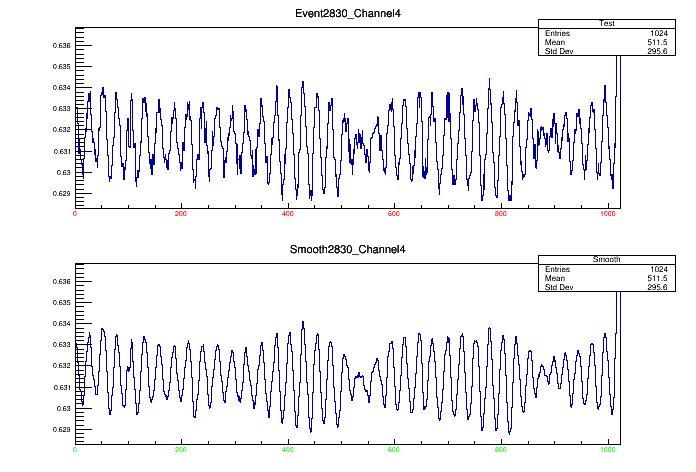 Event2830_Channel4
Test
Entries 1024
Mean 511.5
Std Dev 295.6
0.636
0.635
0.634
0.633
0.632
0.631
0.63
0.629
0 200 400 600 800 1000
Smooth2830_Channel4
Smooth
Entries 1024
Mean 511.5
Std Dev 295.6
0.636
0.635
0.634
0.633
0.632
0.631
0.63
0.629
0 200 400 600 800 1000